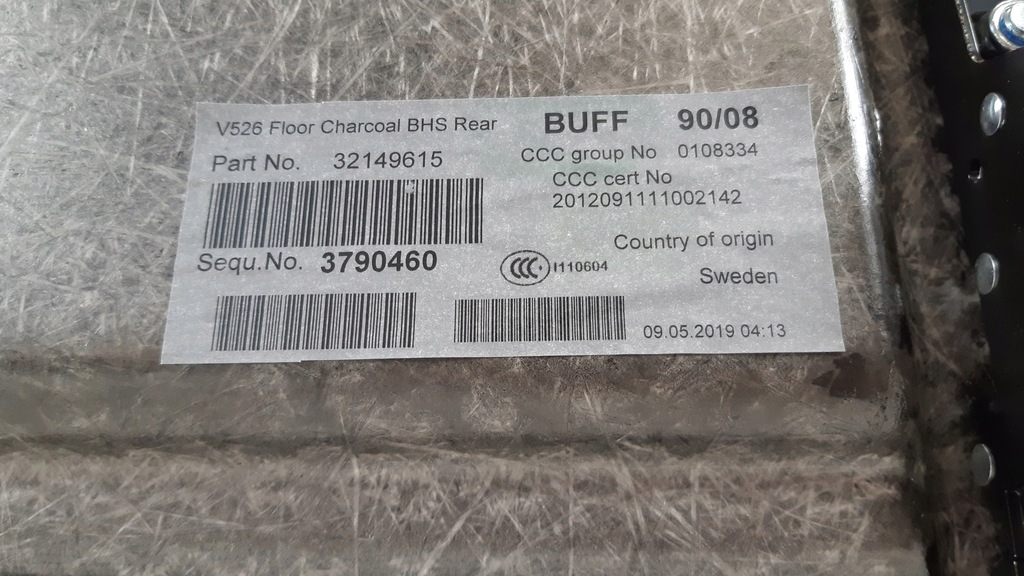 V526 Floor Charcoal BHS Rear BUFF 90/08
Part No. 32149615 CCC group No 0108334
CCC cert No
2012091111002142
Country of origin
Sequ.No. 3790460 CCC I110604
Sweden
09.05.2019 04:13